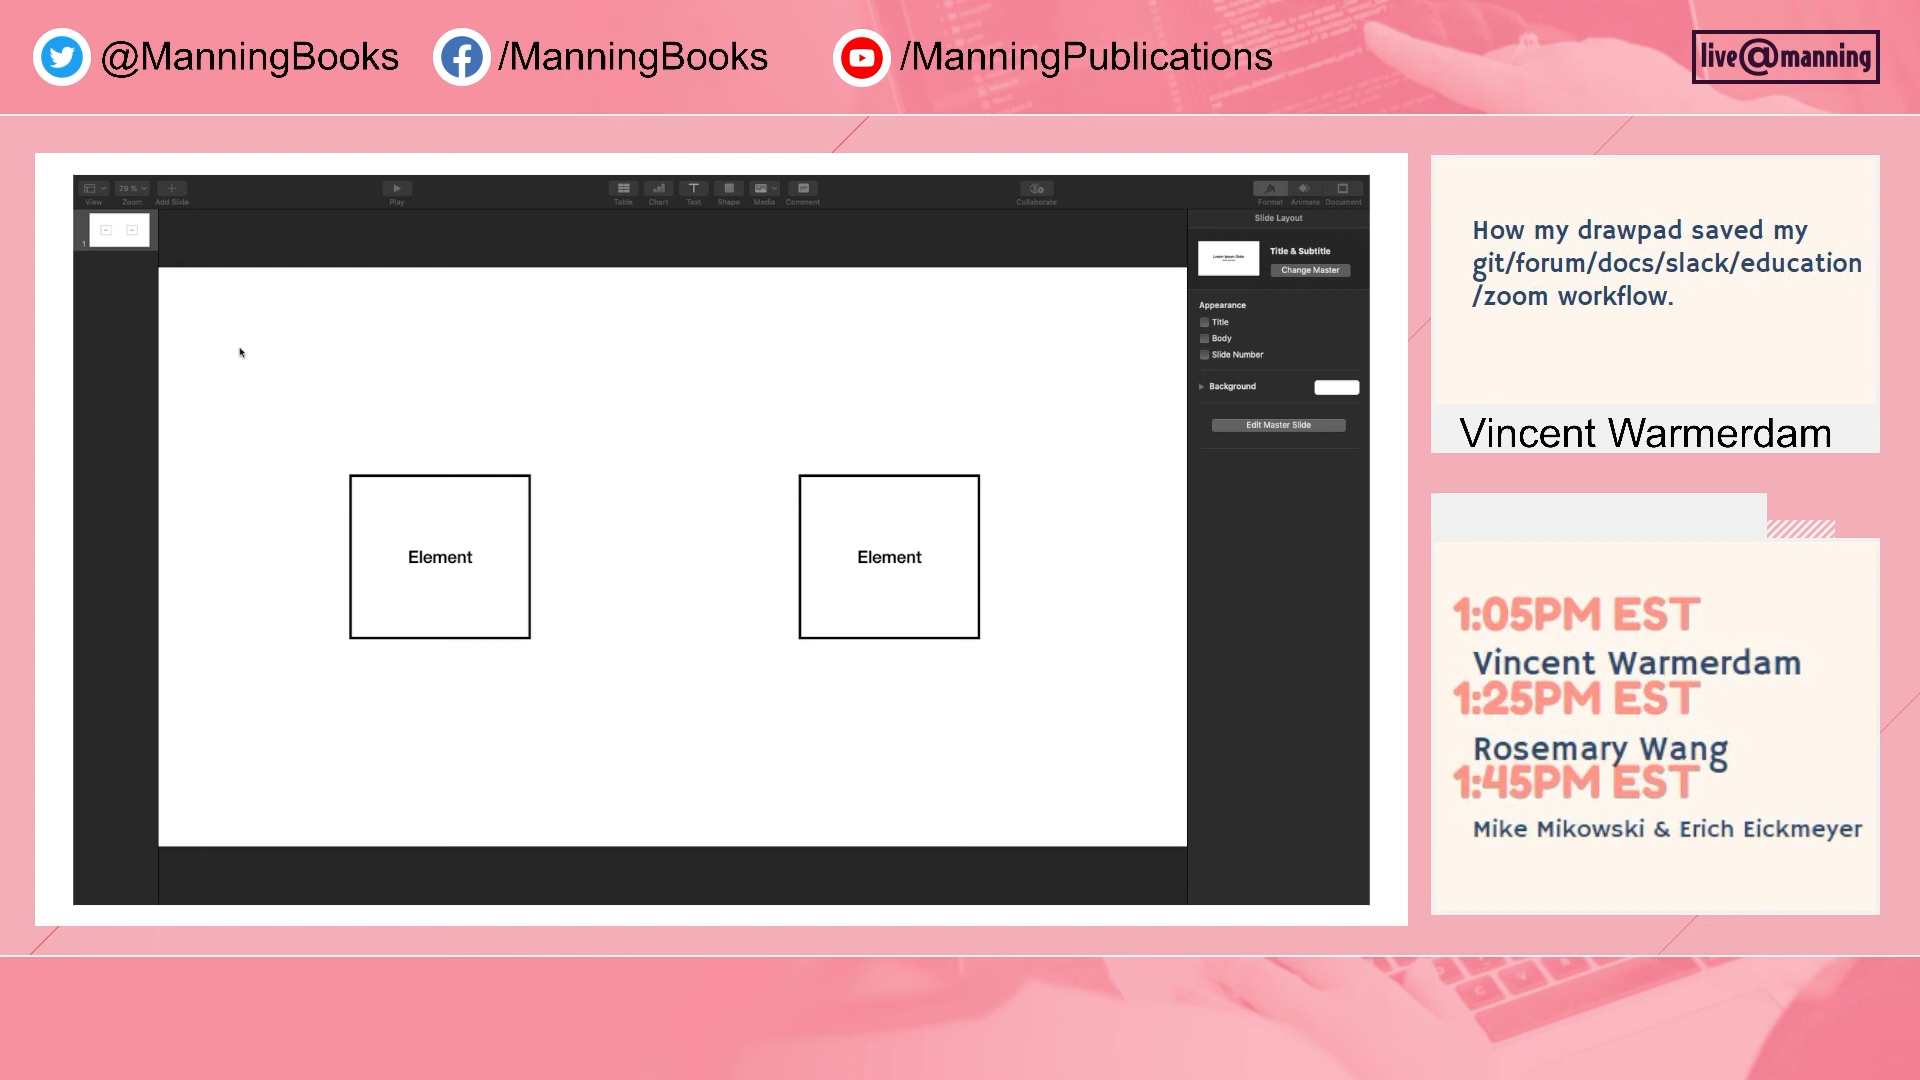 @ManningBooks /ManningBooks /ManningPublications live@manning
79 %
View Zoom Add Slide Play Table Chart Text Shape Media Comment Collaborate Format Animate Document
1
Slide Layout
Title & Subtitle
Change Master
Appearance
Title
Body
Slide Number
Background
Edit Master Slide
Element Element
How my drawpad saved my
git/forum/docs/slack/education
/zoom workflow.
Vincent Warmerdam
1:05PM EST
Vincent Warmerdam
1:25PM EST
Rosemary Wang
1:45PM EST
Mike Mikowski & Erich Eickmeyer